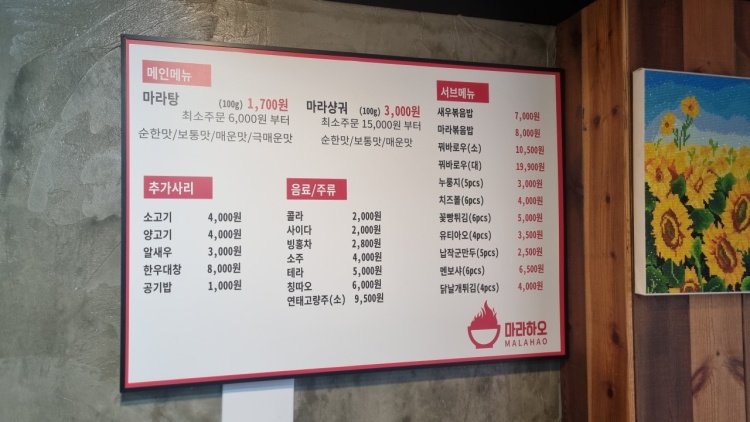 메인메뉴
마라탕 (100g) 1,700원
최소주문 6,000원 부터
순한맛/보통맛/매운맛/극매운맛
마라샹궈 (100g) 3,000원
최소주문 15,000원 부터
순한맛/보통맛/매운맛
추가사리
소고기 4,000원
양고기 4,000원
알새우 3,000원
한우대창 8,000원
공기밥 1,000원
음료/주류
콜라 2,000원
사이다 2,000원
빙홍차 2,800원
소주 4,000원
테라 5,000원
칭따오 6,000원
연태고량주(소) 9,500원
서브메뉴
새우볶음밥 7,000원
마라볶음밥 8,000원
꿔바로우(소) 10,500원
꿔바로우(대) 19,900원
누룽지(5pcs) 3,000원
치즈볼(6pcs) 4,000원
꽃빵튀김(6pcs) 5,000원
유티아오(4pcs) 3,500원
납작군만두(5pcs) 2,500원
멘보샤(6pcs) 6,500원
닭날개튀김(4pcs) 4,000원
마라하오
MALAHAO